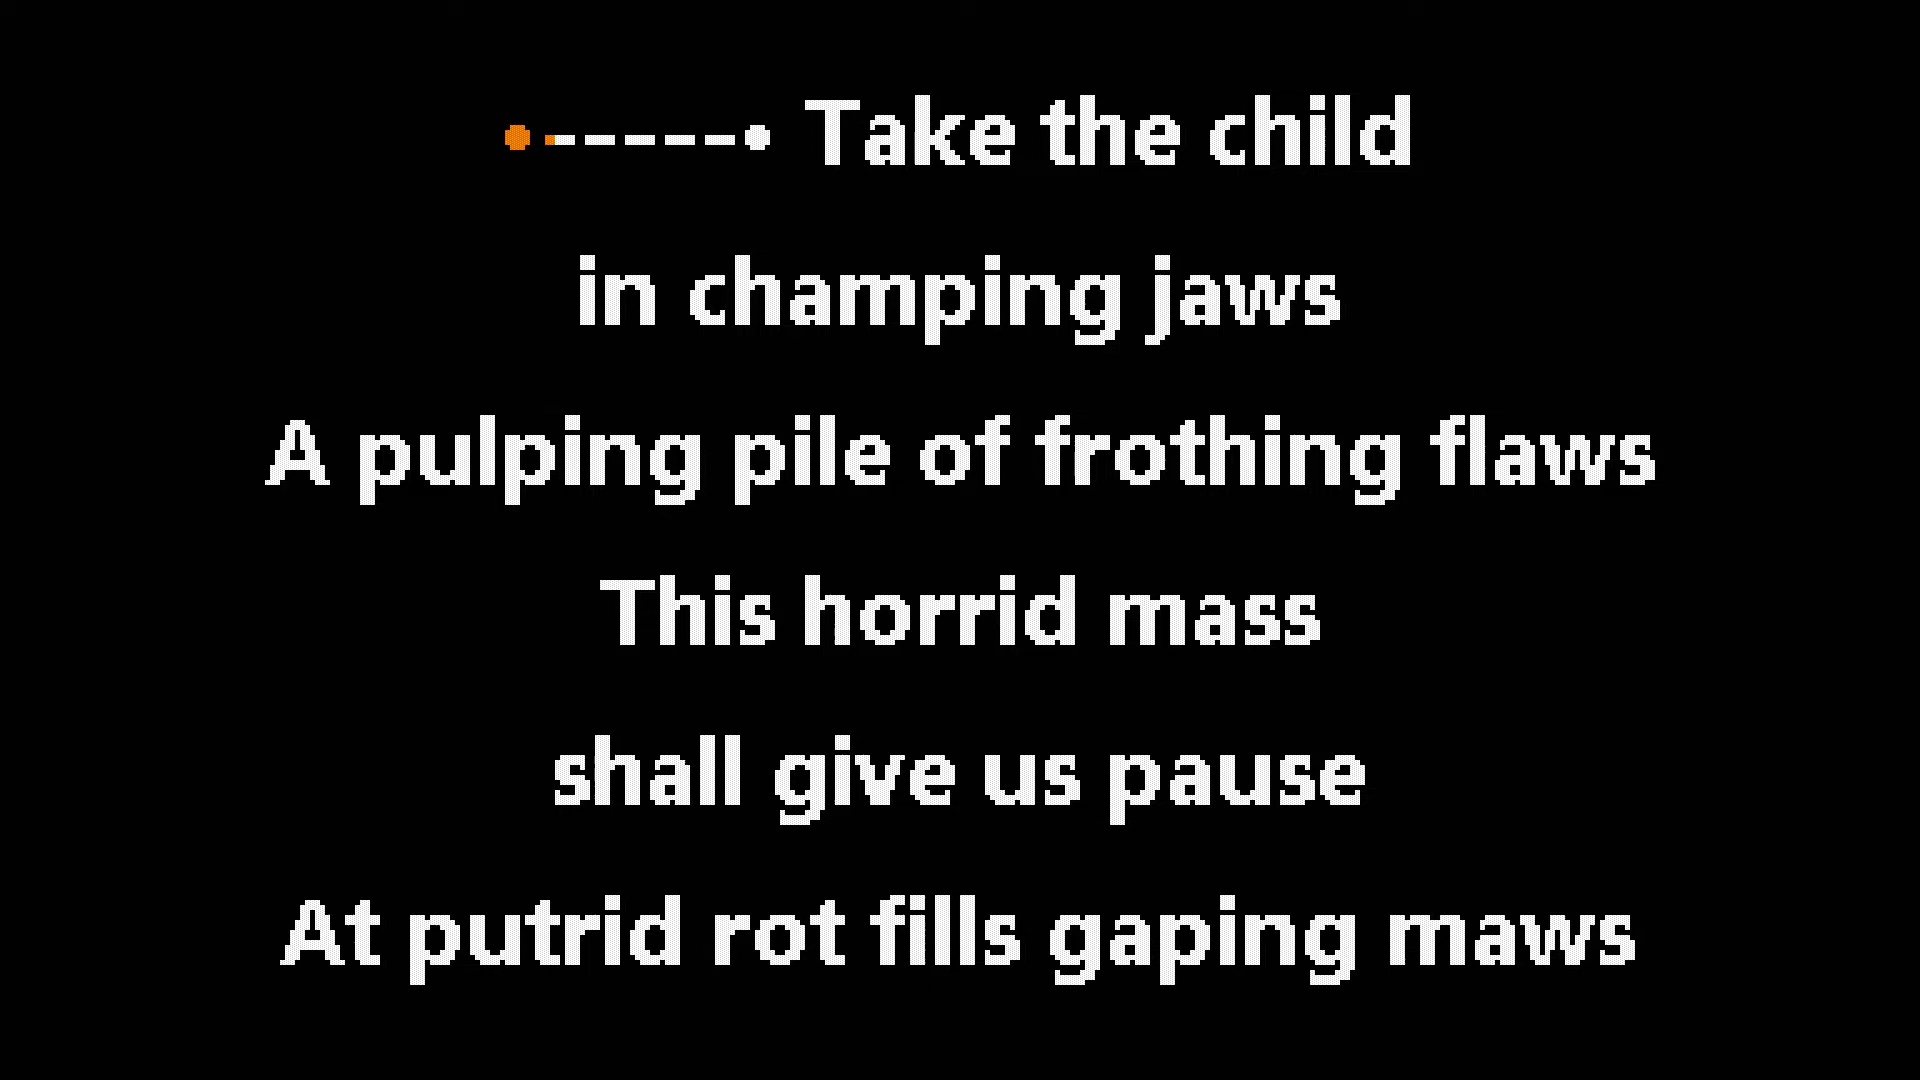 Take the child
in champing jaws
A pulping pile of frothing flaws
This horrid mass
shall give us pause
At putrid rot fills gaping maws